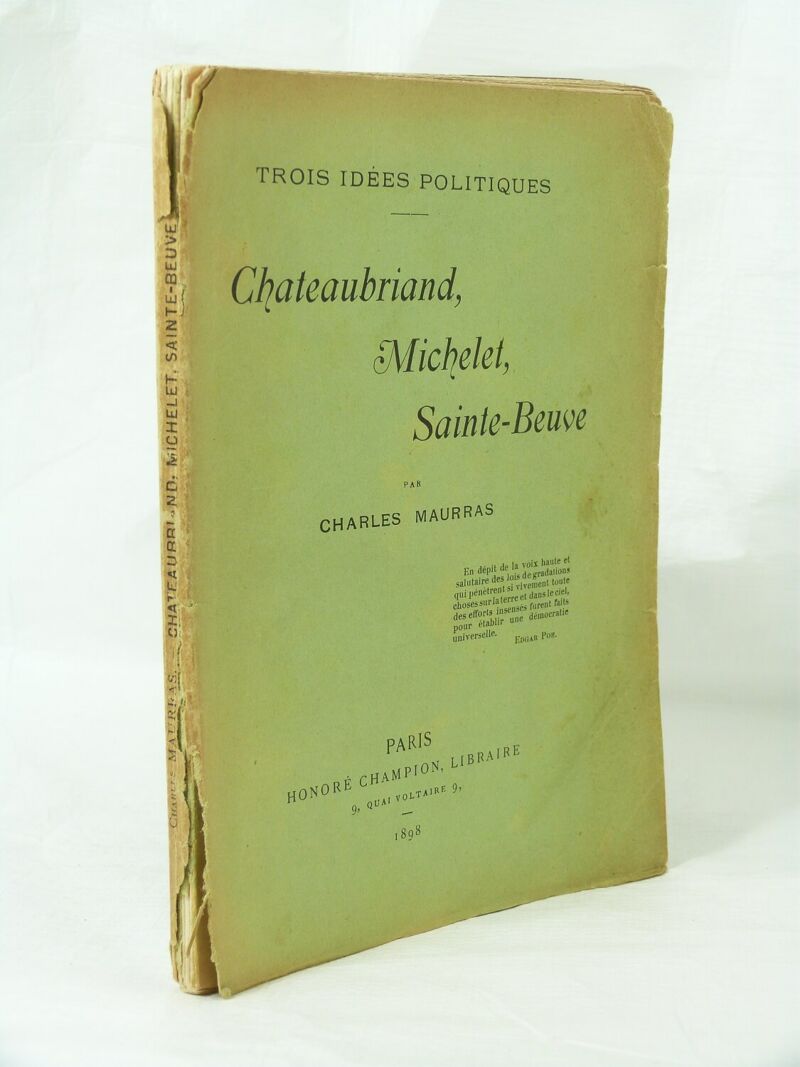 TROIS IDÉES POLITIQUES
Chateaubriand,
Michelet,
Sainte-Beuve
PAR
CHARLES MAURRAS
En dépit de la voix haute et
salutaire des lois de gradations
qui pénètrent si vivement toute
choses sur la terre et dans le ciel,
des efforts insensés furent faits
pour établir une démocratie
universelle.
EDGAR POE.
PARIS
HONORÉ CHAMPION, LIBRAIRE
9, QUAI VOLTAIRE 9,
1898
CHARLES MAURRAS. — CHATEAUBRIAND, MICHELET, SAINTE-BEUVE